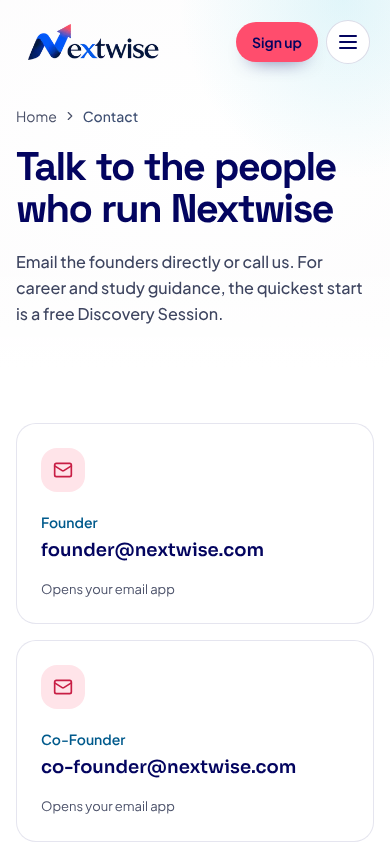 Nextwise
Sign up
Home > Contact
Talk to the people
who run Nextwise
Email the founders directly or call us. For
career and study guidance, the quickest start
is a free Discovery Session.
Founder
founder@nextwise.com
Opens your email app
Co-Founder
co-founder@nextwise.com
Opens your email app